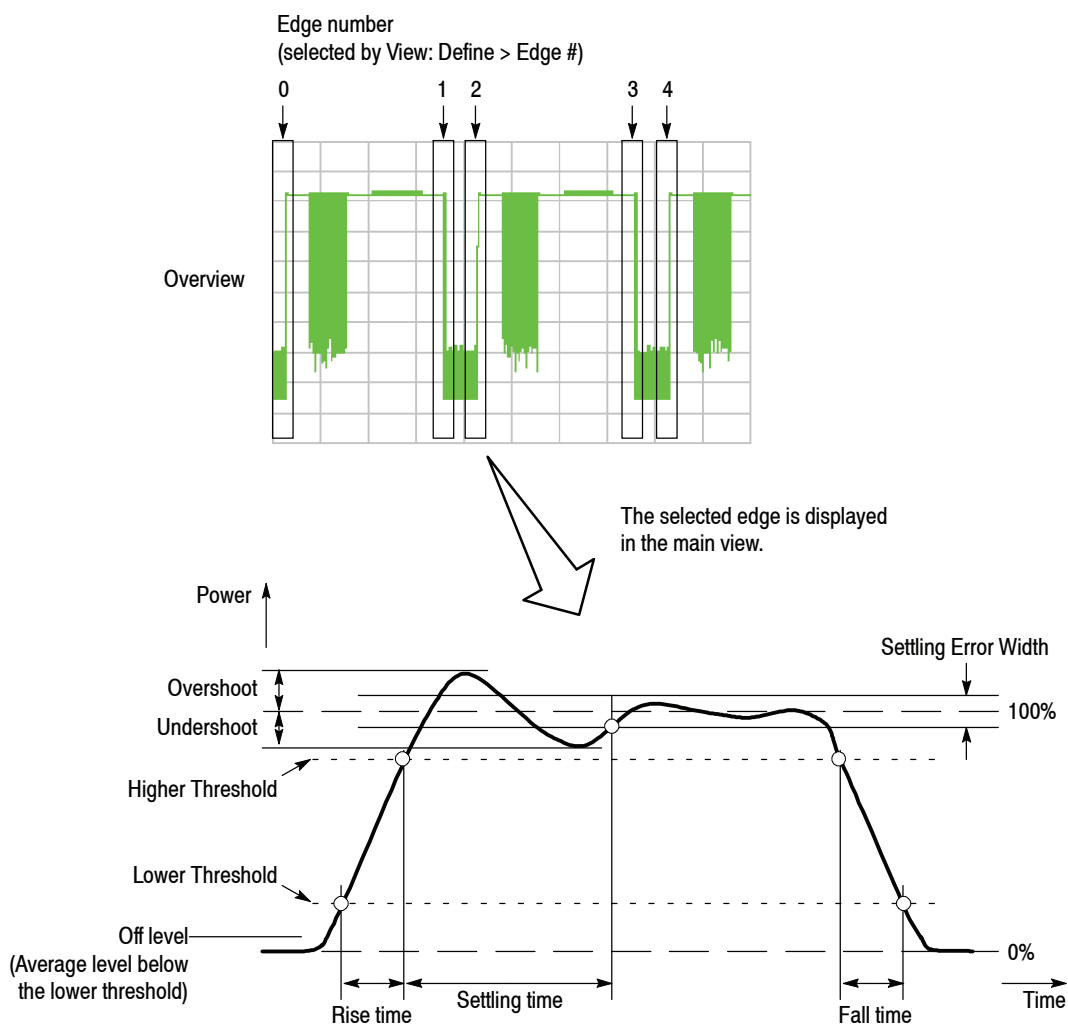 Edge number
(selected by View: Define > Edge #)
0
1
2
3
4
Overview
The selected edge is displayed
in the main view.
Power
Settling Error Width
Overshoot
100%
Undershoot
Higher Threshold
Lower Threshold
Off level
(Average level below
the lower threshold)
0%
Time
Rise time
Settling time
Fall time